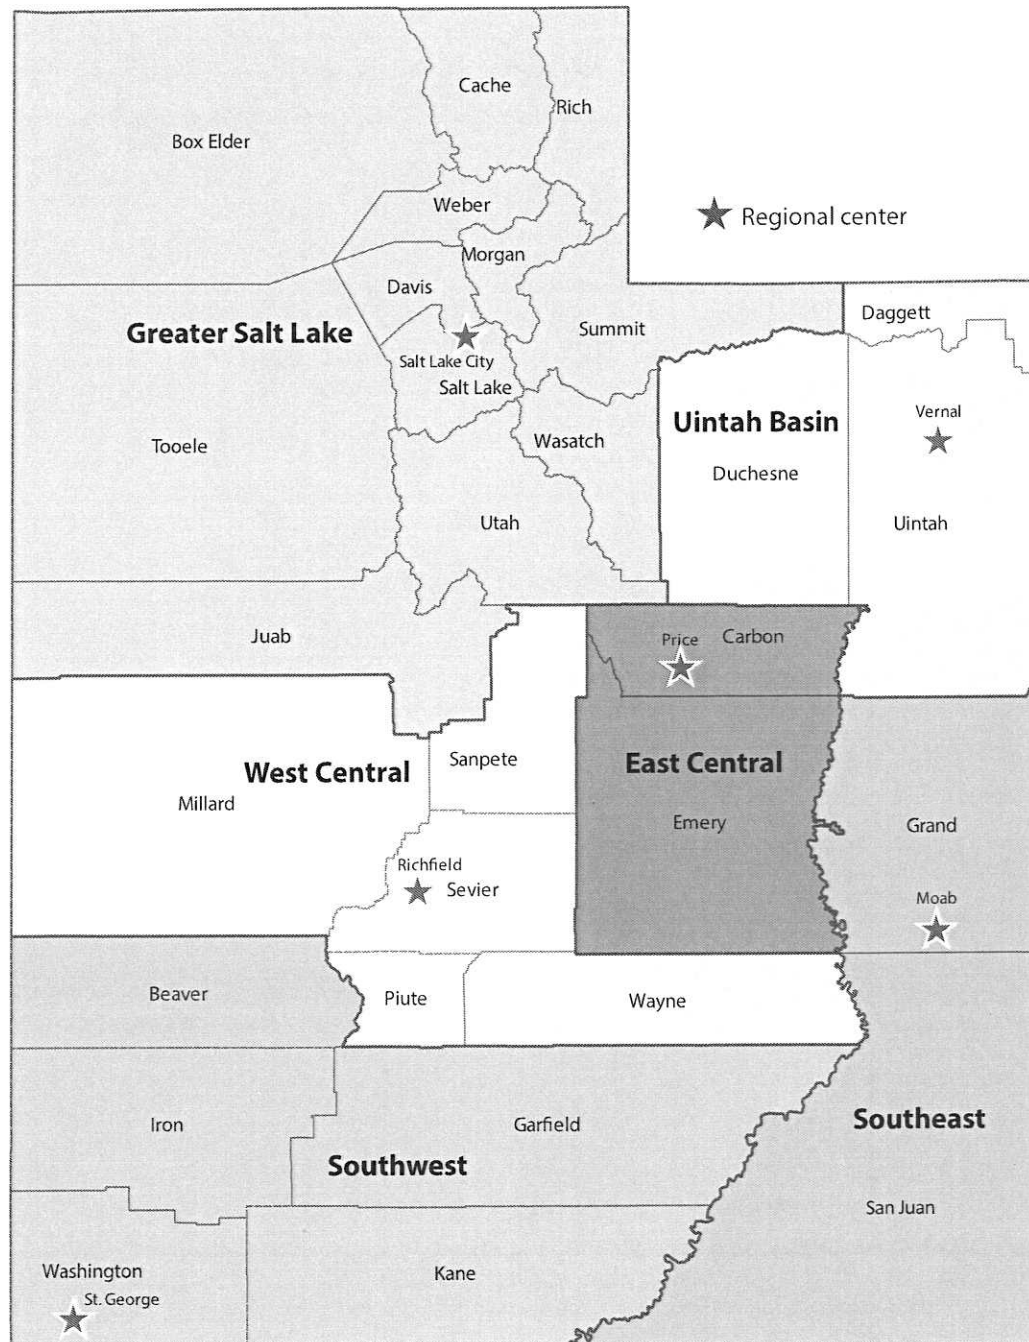 Cache
Rich
Box Elder
Weber
Regional center
Morgan
Davis
Daggett
Greater Salt Lake
Summit
Salt Lake City
Salt Lake
Uintah Basin
Vernal
Tooele
Wasatch
Duchesne
Utah
Uintah
Juab
Price
Carbon
West Central
Sanpete
East Central
Millard
Emery
Grand
Richfield
Sevier
Moab
Beaver
Piute
Wayne
Iron
Garfield
Southeast
Southwest
San Juan
Washington
Kane
St. George